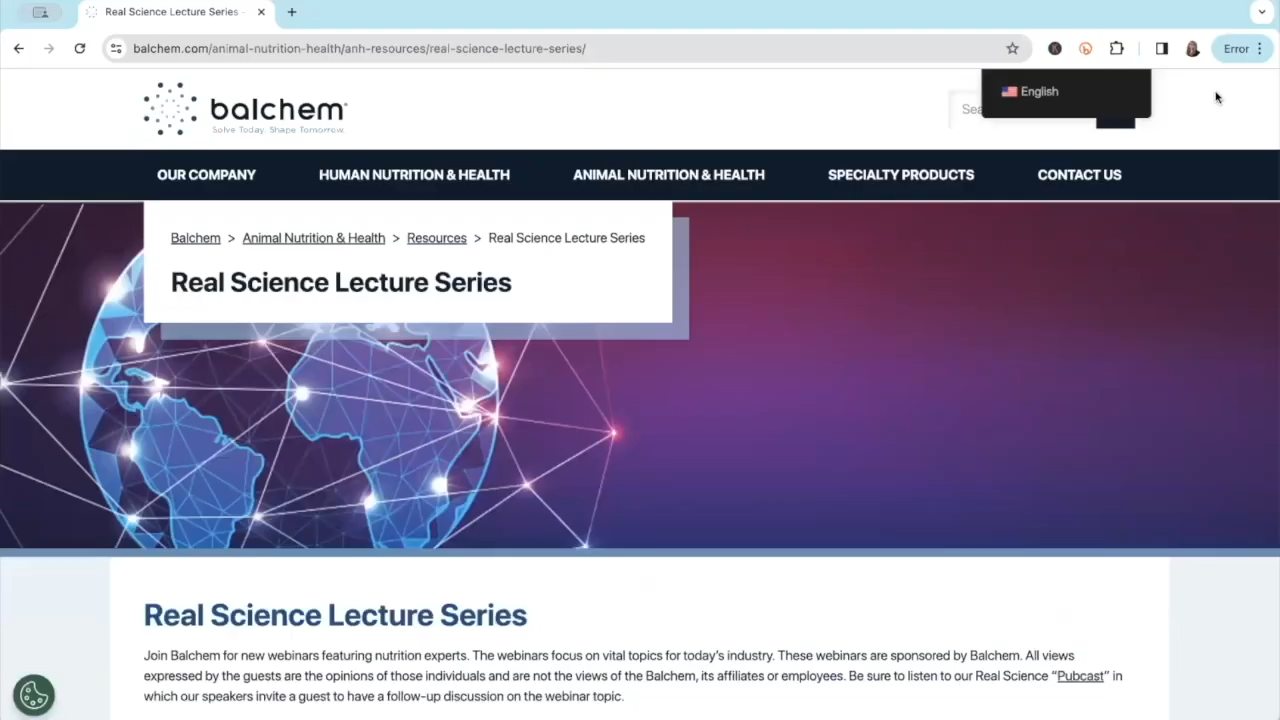 Real Science Lecture Series -
balchem.com/animal-nutrition-health/anh-resources/real-science-lecture-series/
Error
English
balchem
Solve Today. Shape Tomorrow.
OUR COMPANY
HUMAN NUTRITION & HEALTH
ANIMAL NUTRITION & HEALTH
SPECIALTY PRODUCTS
CONTACT US
Balchem > Animal Nutrition & Health > Resources > Real Science Lecture Series
Real Science Lecture Series
Real Science Lecture Series
Join Balchem for new webinars featuring nutrition experts. The webinars focus on vital topics for today's industry. These webinars are sponsored by Balchem. All views
expressed by the guests are the opinions of those individuals and are not the views of the Balchem, its affiliates or employees. Be sure to listen to our Real Science “Pubcast” in
which our speakers invite a guest to have a follow-up discussion on the webinar topic.